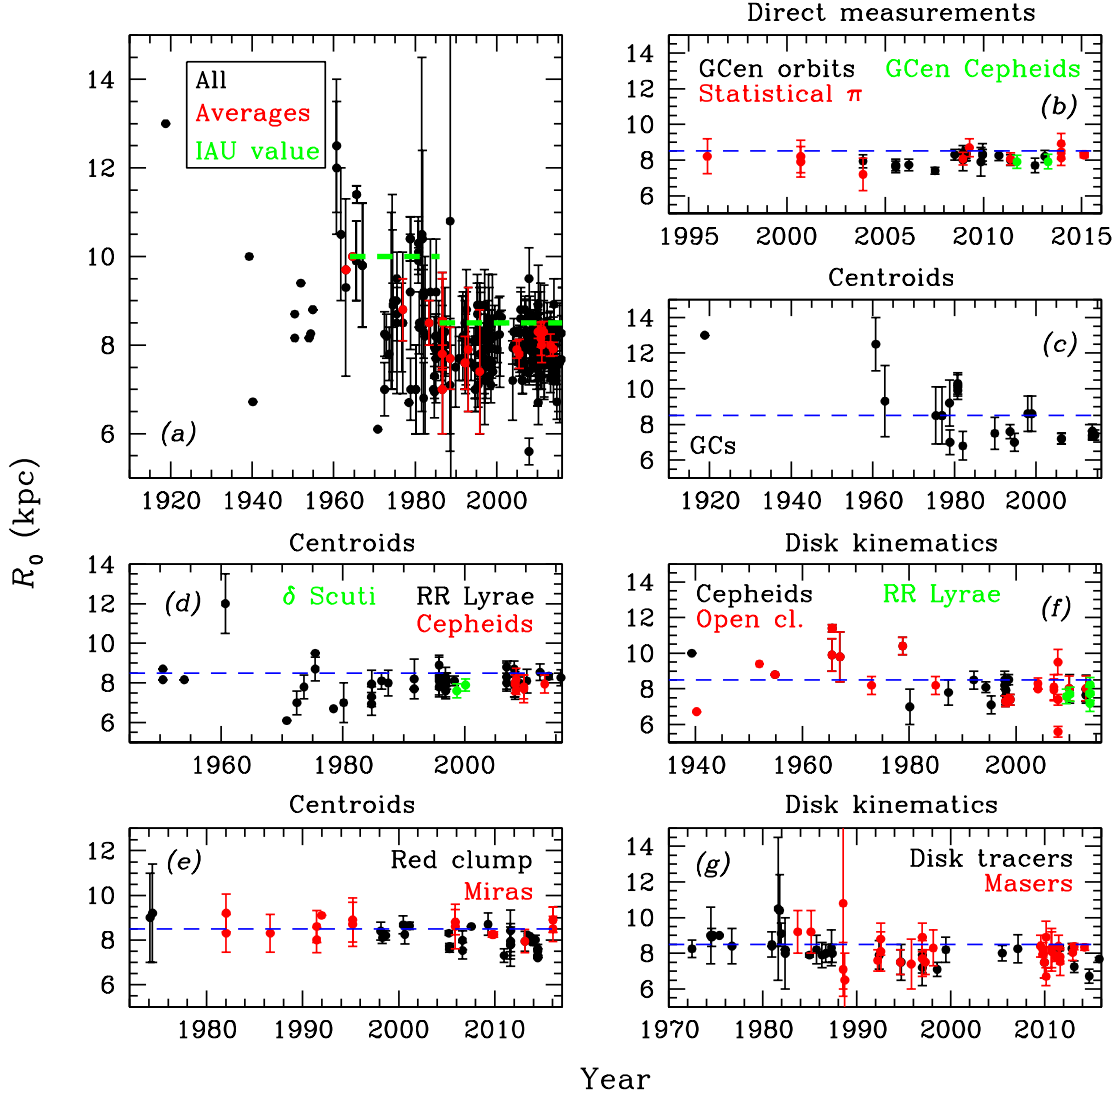 Direct measurements
14
12
10
8
6
All
Averages
IAU value
(a)
1920 1940 1960 1980 2000
14
12
10
8
6
GCen orbits GCen Cepheids
Statistical π
(b)
1995 2000 2005 2010 2015
Centroids
14
12
10
8
6
(c)
GCs
1920 1940 1960 1980 2000
R0 (kpc)
Centroids
14
12
10
8
6
(d) δ Scuti RR Lyrae
Cepheids
1960 1980 2000
Disk kinematics
14
12
10
8
6
Cepheids RR Lyrae
Open cl. (f)
1940 1960 1980 2000
Centroids
12
10
8
6
(e) Red clump
Miras
1980 1990 2000 2010
Disk kinematics
14
12
10
8
6
(g) Disk tracers
Masers
1970 1980 1990 2000 2010
Year